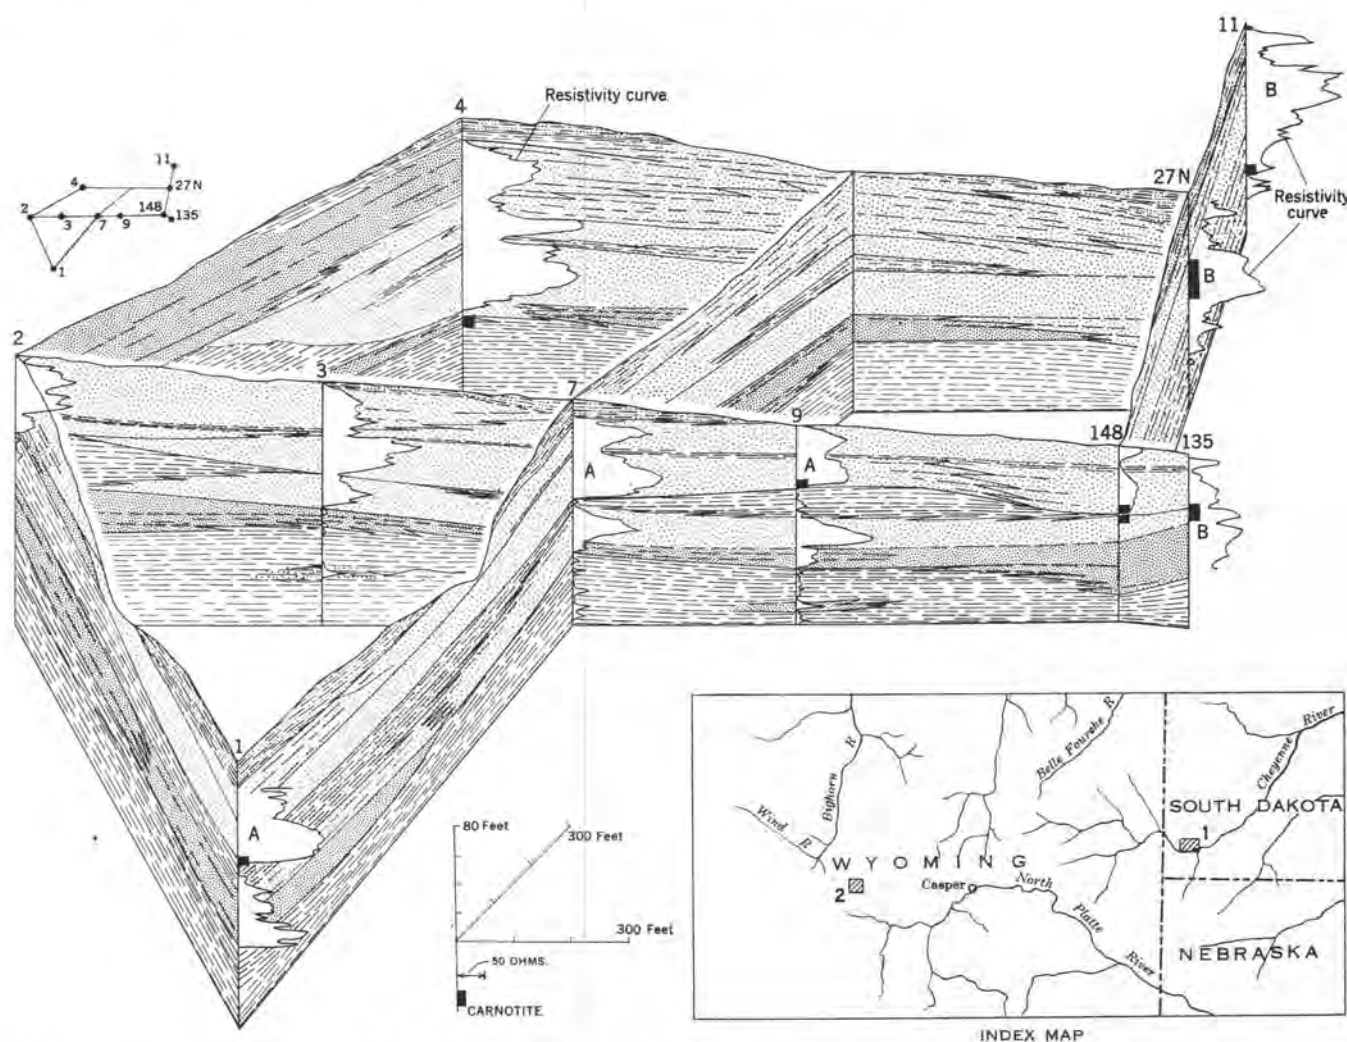 11
B
Resistivity curve
4
11
4
27 N
2
3
7
9
148
135
1
27N
Resistivity
curve
B
2
3
7
9
148
135
A
A
B
1
A
80 Feet
300 Feet
300 Feet
50 OHMS.
CARNOTITE
Bighorn R
Wind R
Belle Fourche R
Cheyenne River
SOUTH DAKOTA
1
WYOMING
2
Casper
North Platte River
NEBRASKA
INDEX MAP